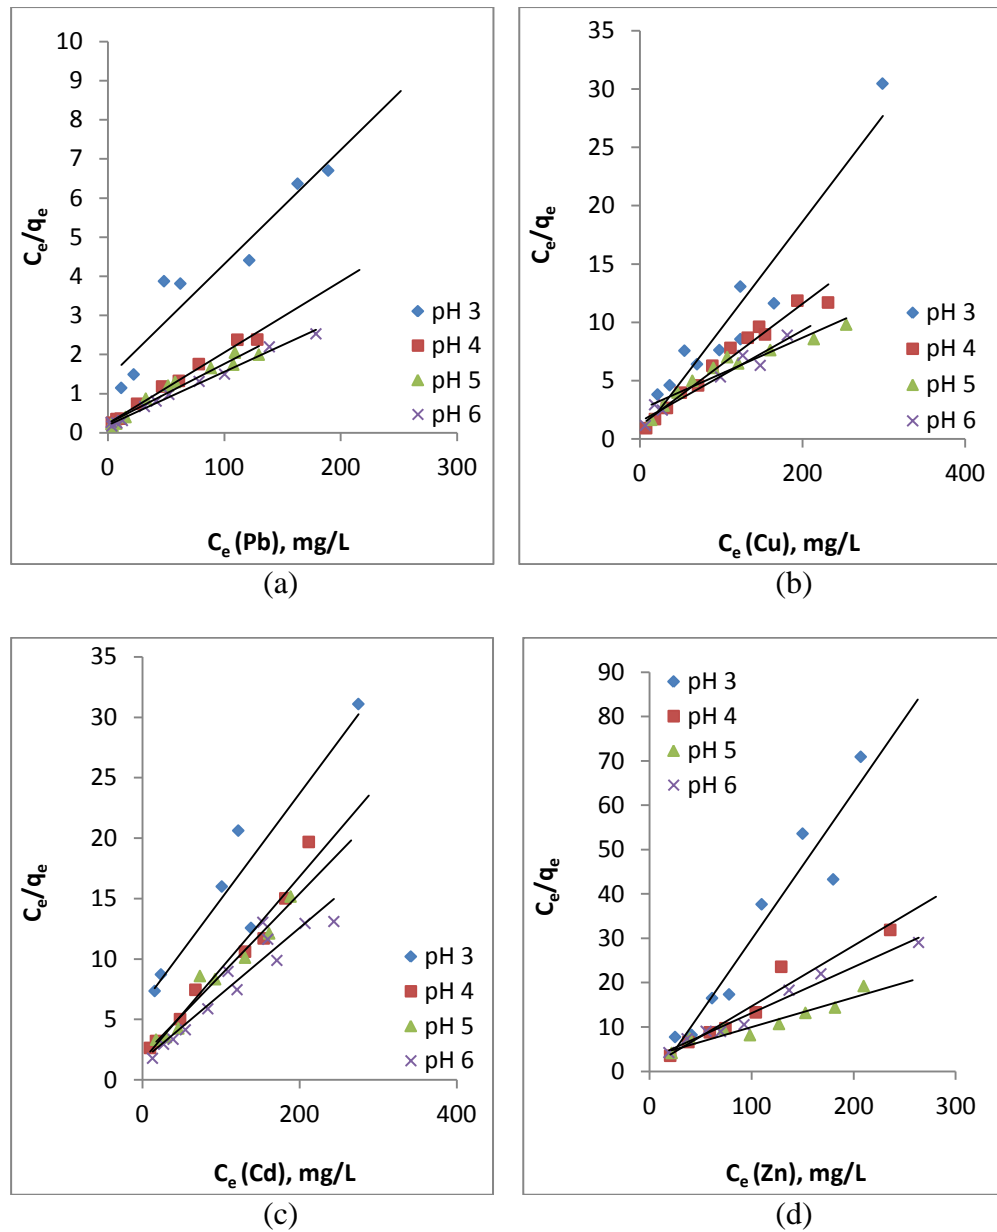 10
9
8
7
6
5
4
3
2
1
0
Ce/qe
pH 3
pH 4
pH 5
pH 6
0 100 200 300
Ce (Pb), mg/L
(a)
35
30
25
20
15
10
5
0
Ce/qe
pH 3
pH 4
pH 5
pH 6
0 200 400
Ce (Cu), mg/L
(b)
35
30
25
20
15
10
5
0
Ce/qe
pH 3
pH 4
pH 5
pH 6
0 200 400
Ce (Cd), mg/L
(c)
90
80
70
60
50
40
30
20
10
0
Ce/qe
pH 3
pH 4
pH 5
pH 6
0 100 200 300
Ce (Zn), mg/L
(d)